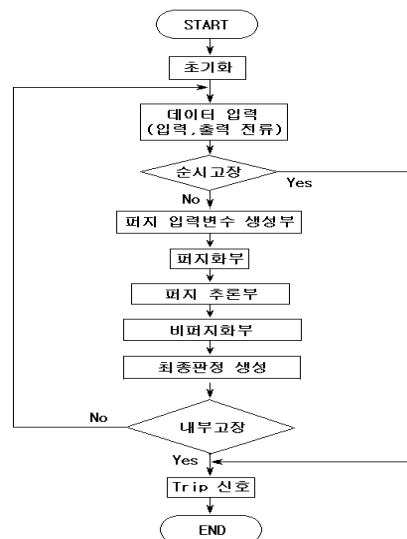 START
초기화
데이터 입력
(입력,출력 전류)
순시고장
Yes
No
퍼지 입력변수 생성부
퍼지화부
퍼지 추론부
비퍼지화부
최종판정 생성
No
내부고장
Yes
Trip 신호
END